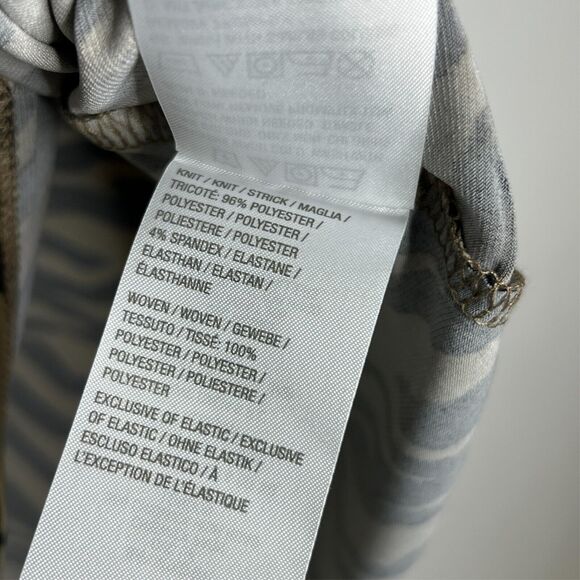 KNIT / KNIT / STRICK / MAGLIA /
TRICOTÉ: 96% POLYESTER /
POLYESTER / POLYESTER /
POLIESTERE / POLYESTER
4% SPANDEX / ELASTANE /
ELASTHAN / ELASTAN /
ÉLASTHANNE
WOVEN / WOVEN / GEWEBE /
TESSUTO / TISSÉ: 100%
POLYESTER / POLYESTER /
POLYESTER / POLIESTERE /
POLYESTER
EXCLUSIVE OF ELASTIC / EXCLUSIVE
OF ELASTIC / OHNE ELASTIK /
ESCLUSO ELASTICO / À
L'EXCEPTION DE L'ÉLASTIQUE